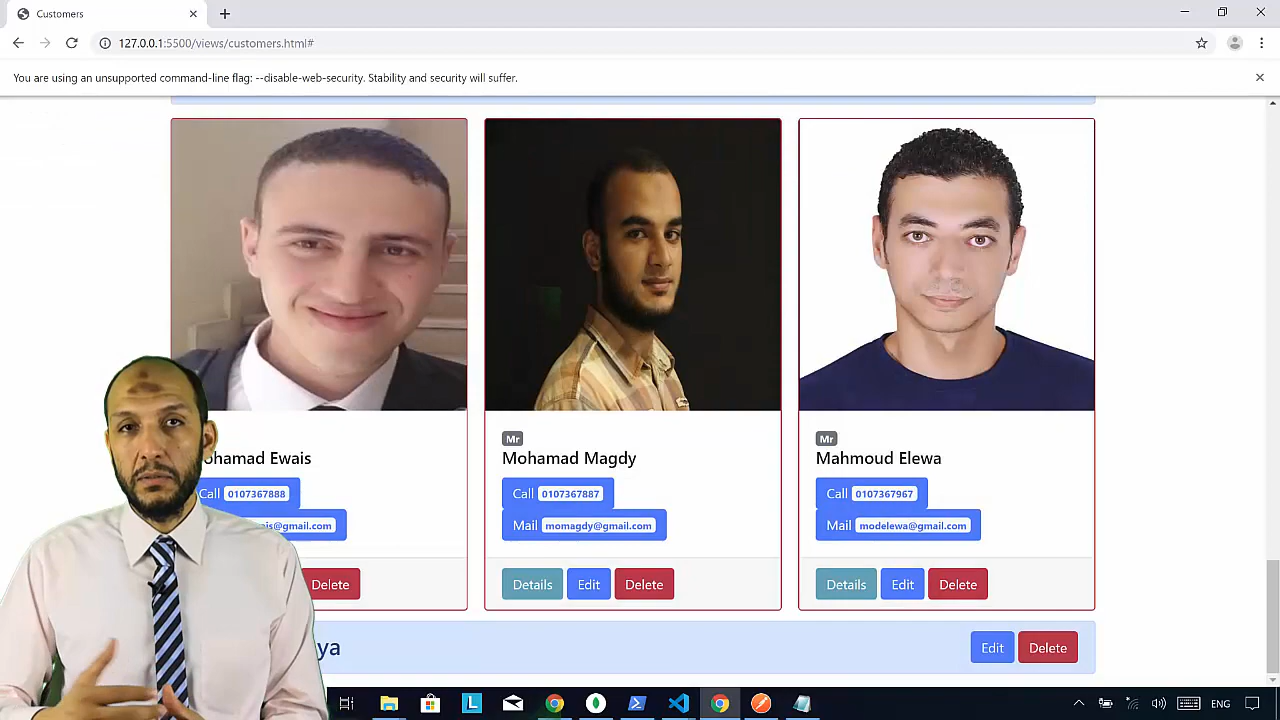 Customers
127.0.0.1:5500/views/customers.html#
You are using an unsupported command-line flag: --disable-web-security. Stability and security will suffer.
Mr
Mr
Ewais
Mohamad Magdy
Mahmoud Elewa
Call 0107367888
Call 0107367887
Call 0107367967
@gmail.com
Mail momagdy@gmail.com
Mail modelewa@gmail.com
Delete
Details Edit Delete
Details Edit Delete
Edit Delete
ENG